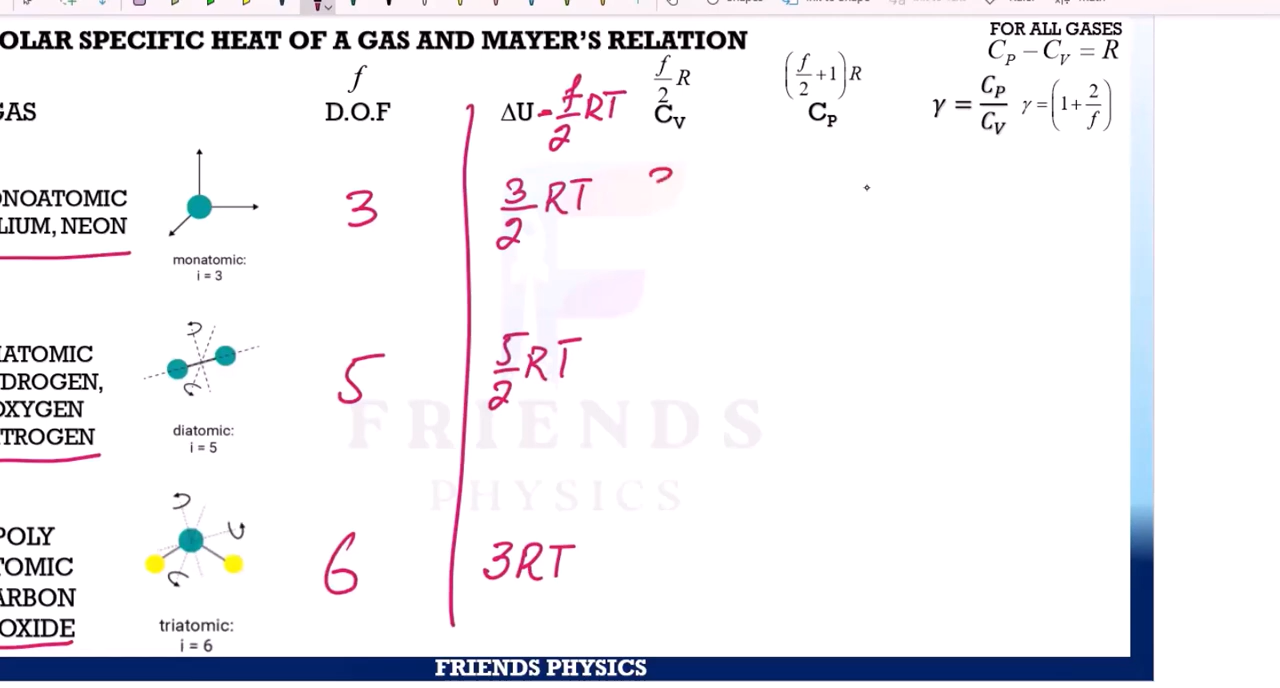 OLAR SPECIFIC HEAT OF A GAS AND MAYER'S RELATION
FOR ALL GASES
C_P − C_V = R
f
f/2 R
(f/2 +1) R
GAS
D.O.F
ΔU = f/2 RT
C_V
C_P
γ = C_P/C_V
γ = (1 + 2/f)
NOATOMIC
LIUM, NEON
3
3/2 RT
monatomic:
i = 3
IATOMIC
DROGEN,
OXYGEN
TROGEN
5
5/2 RT
diatomic:
i = 5
FRIENDS
PHYSICS
POLY
TOMIC
ARBON
OXIDE
6
3RT
triatomic:
i = 6
FRIENDS PHYSICS